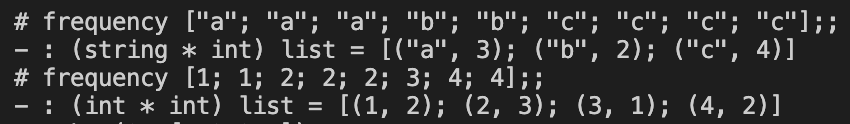 # frequency ["a"; "a"; "a"; "b"; "b"; "c"; "c"; "c"; "c"];;
- : (string * int) list = [("a", 3); ("b", 2); ("c", 4)]
# frequency [1; 1; 2; 2; 2; 3; 4; 4];;
- : (int * int) list = [(1, 2); (2, 3); (3, 1); (4, 2)]